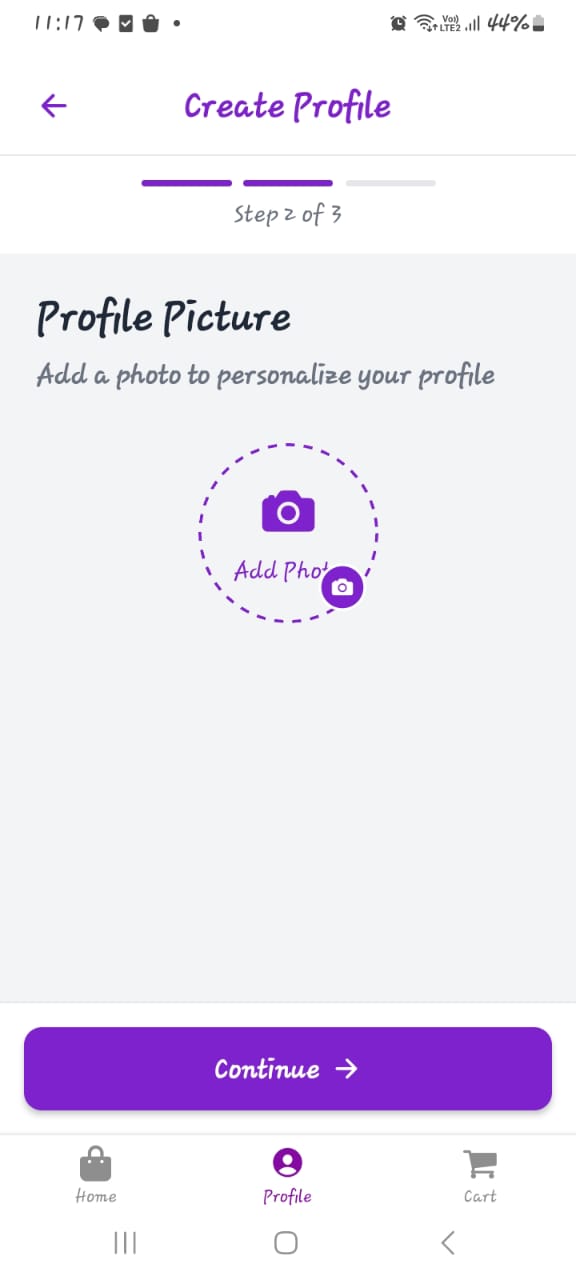 11:17
Vo))
LTE2
44%
Create Profile
Step 2 of 3
Profile Picture
Add a photo to personalize your profile
Add Phot
Continue
Home
Profile
Cart